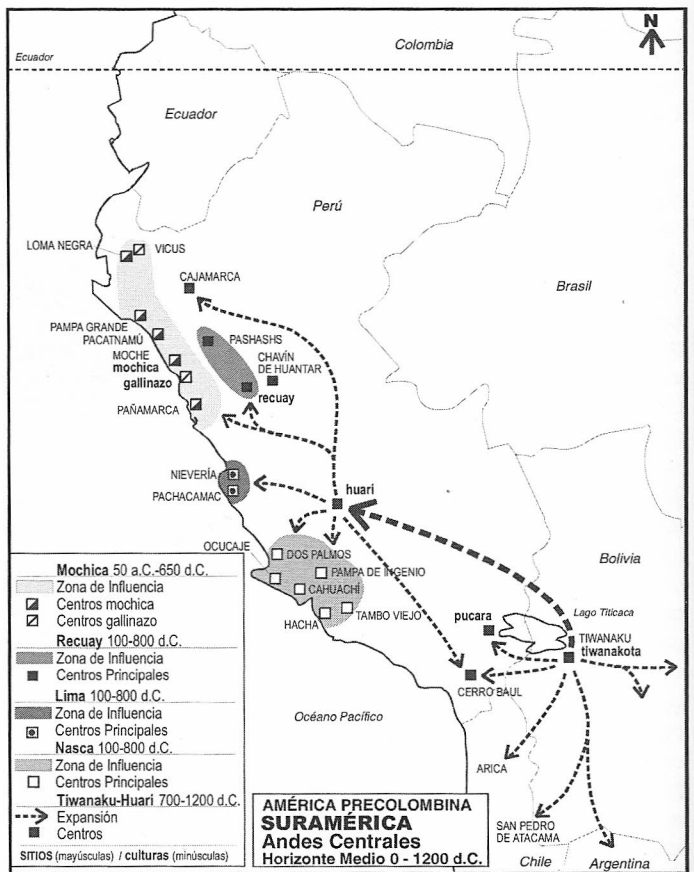 N
Ecuador
Colombia
Ecuador
Perú
Brasil
LOMA NEGRA
VICUS
CAJAMARCA
PAMPA GRANDE
PACATNAMÚ
MOCHE
mochica
gallinazo
PASHASHS
CHAVÍN
DE HUANTAR
recuay
PAÑAMARCA
NIEVERÍA
PACHACAMAC
huari
OCUCAJE
DOS PALMOS
PAMPA DE INGENIO
CAHUACHÍ
HACHA
TAMBO VIEJO
Bolivia
pucara
Lago Titicaca
TIWANAKU
tiwanakota
CERRO BAUL
Océano Pacífico
ARICA
SAN PEDRO
DE ATACAMA
Chile
Argentina
Mochica 50 a.C.-650 d.C.
Zona de Influencia
Centros mochica
Centros gallinazo
Recuay 100-800 d.C.
Zona de Influencia
Centros Principales
Lima 100-800 d.C.
Zona de Influencia
Centros Principales
Nasca 100-800 d.C.
Zona de Influencia
Centros Principales
Tiwanaku-Huari 700-1200 d.C.
Expansión
Centros
SITIOS (mayúsculas) / culturas (minúsculas)
AMÉRICA PRECOLOMBINA
SURAMÉRICA
Andes Centrales
Horizonte Medio 0 - 1200 d.C.